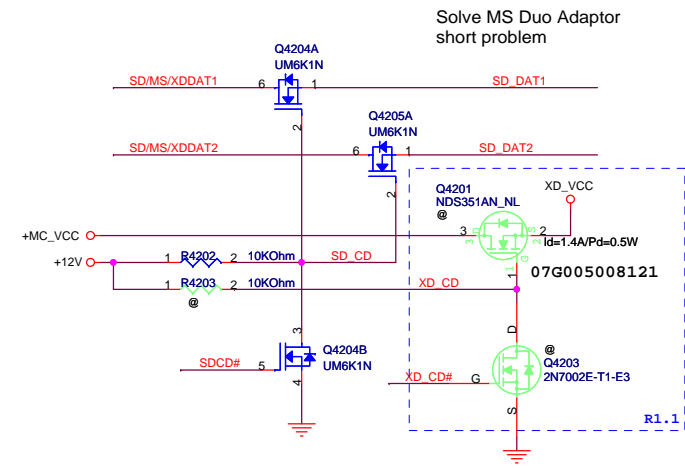 Solve MS Duo Adaptor
short problem
Q4204A
UM6K1N
SD/MS/XDDAT1
6
1
SD_DAT1
2
Q4205A
UM6K1N
SD/MS/XDDAT2
6
1
SD_DAT2
2
Q4201
NDS351AN_NL
@
XD_VCC
+MC_VCC
3
D
S
2
2
Id=1.4A/Pd=0.5W
G
1
1
07G005008121
+12V
1
R4202
2
10KOhm
SD_CD
1
R4203
2
10KOhm
XD_CD
@
3
D
Q4204B
UM6K1N
SDCD#
5
4
@
Q4203
2N7002E-T1-E3
XD_CD#
G
S
R1.1